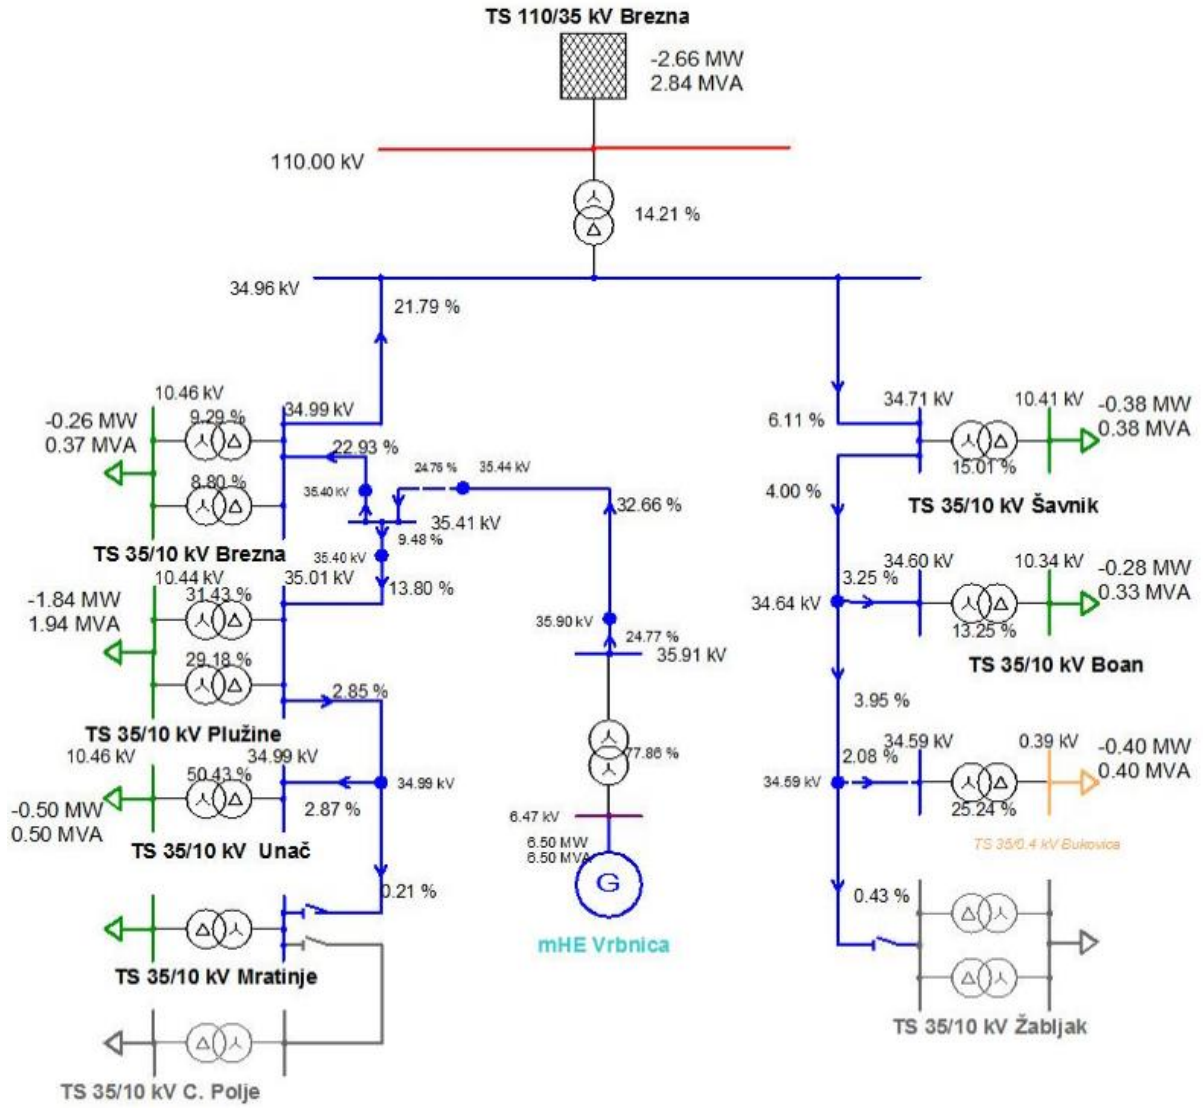 TS 110/35 kV Brezna
-2.66 MW
2.84 MVA
110.00 kV
14.21 %
34.96 kV
21.79 %
10.46 kV
9.29 %
34.99 kV
-0.26 MW
0.37 MVA
8.80 %
22.93 %
35.40 kV
24.76 %
35.44 kV
35.41 kV
9.48 %
35.40 kV
32.66 %
TS 35/10 kV Brezna
10.44 kV
35.01 kV
13.80 %
31.43 %
-1.84 MW
1.94 MVA
29.18 %
2.85 %
TS 35/10 kV Plužine
35.90 kV
24.77 %
35.91 kV
77.86 %
10.46 kV
34.99 kV
50.43 %
34.99 kV
2.87 %
-0.50 MW
0.50 MVA
TS 35/10 kV Unač
6.47 kV
6.50 MW
6.50 MVA
G
mHE Vrbnica
0.21 %
TS 35/10 kV Mratinje
TS 35/10 kV C. Polje
6.11 %
34.71 kV
10.41 kV
-0.38 MW
0.38 MVA
15.01 %
4.00 %
TS 35/10 kV Šavnik
34.60 kV
10.34 kV
-0.28 MW
0.33 MVA
3.25 %
34.64 kV
13.25 %
TS 35/10 kV Boan
3.95 %
34.59 kV
0.39 kV
-0.40 MW
0.40 MVA
2.08 %
34.59 kV
25.24 %
TS 35/0.4 kV Bukovica
0.43 %
TS 35/10 kV Žabljak